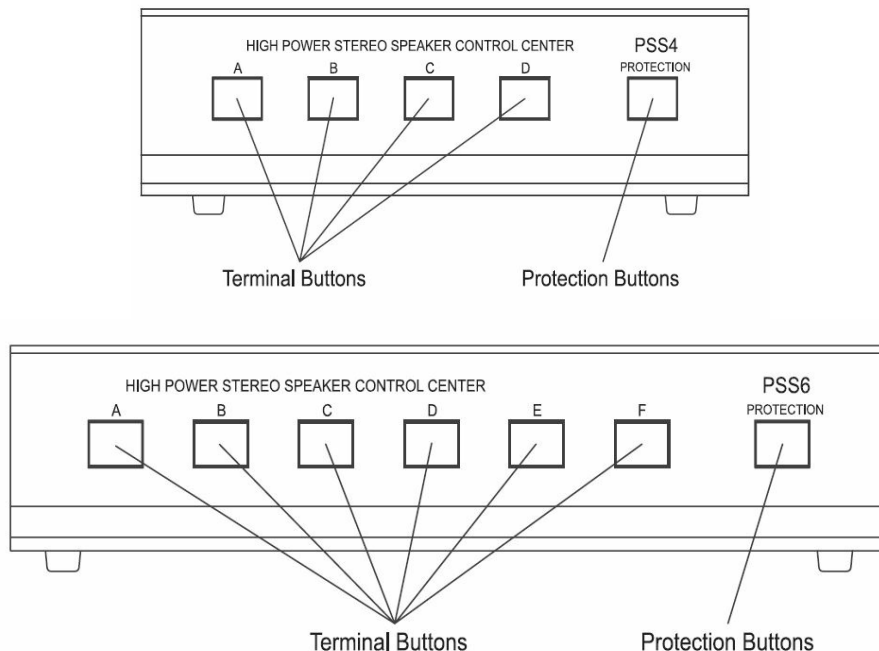 HIGH POWER STEREO SPEAKER CONTROL CENTER
PSS4
A B C D
PROTECTION
Terminal Buttons
Protection Buttons
HIGH POWER STEREO SPEAKER CONTROL CENTER
PSS6
A B C D E F
PROTECTION
Terminal Buttons
Protection Buttons